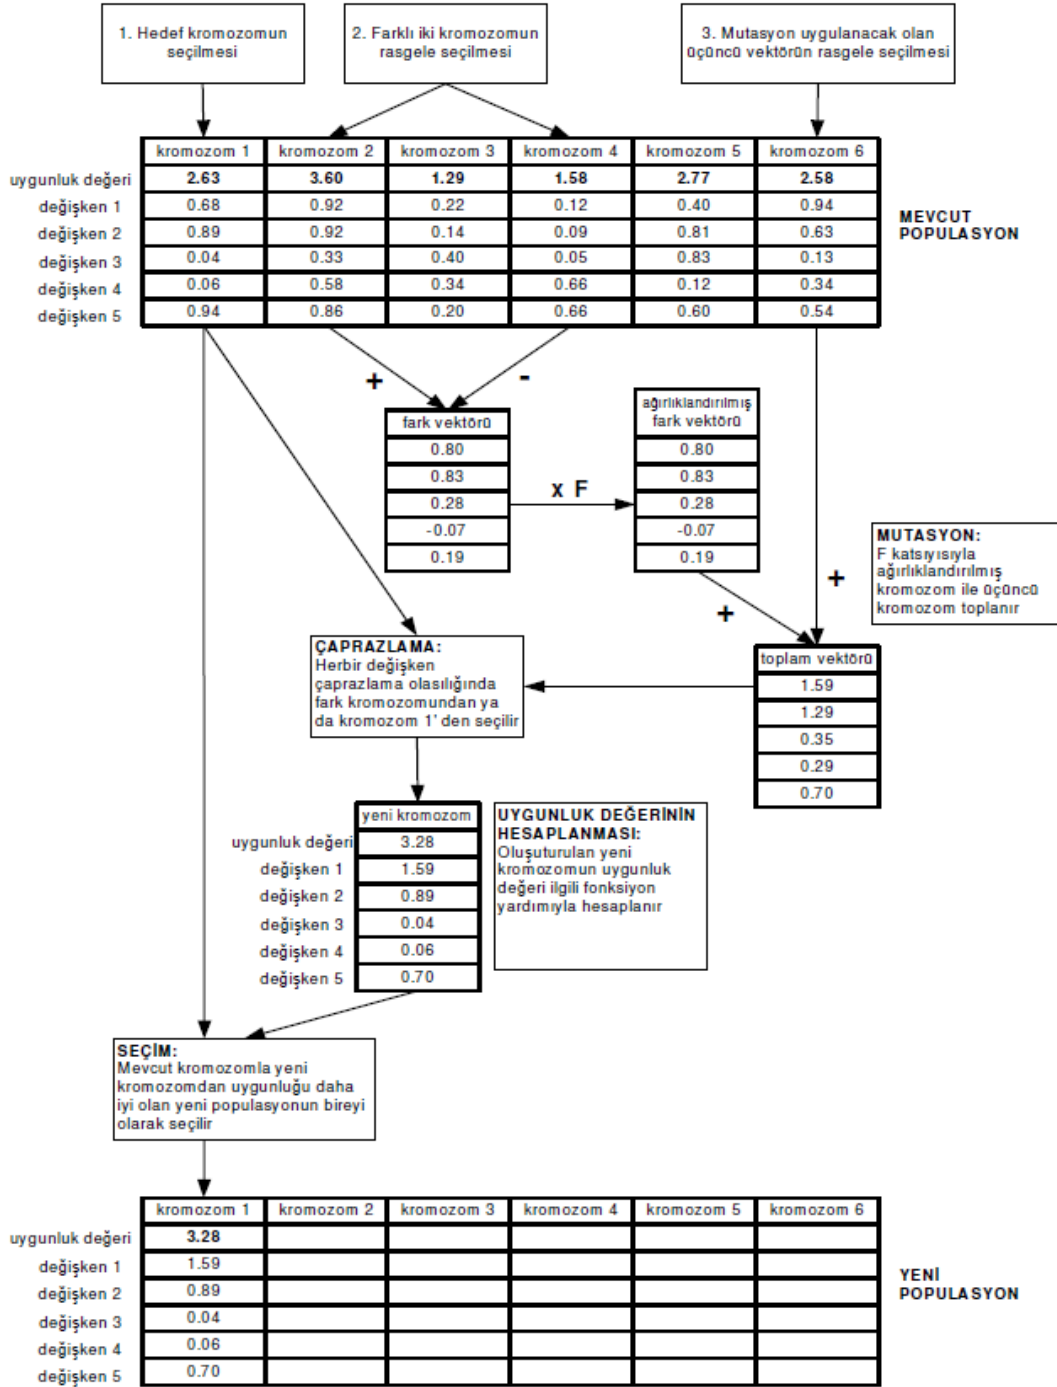 1. Hedef kromozomun
seçilmesi
2. Farklı iki kromozomun
rasgele seçilmesi
3. Mutasyon uygulanacak olan
üçüncü vektörün rasgele seçilmesi
kromozom 1 kromozom 2 kromozom 3 kromozom 4 kromozom 5 kromozom 6
uygunluk değeri 2.63 3.60 1.29 1.58 2.77 2.58
değişken 1 0.68 0.92 0.22 0.12 0.40 0.94
değişken 2 0.89 0.92 0.14 0.09 0.81 0.63
değişken 3 0.04 0.33 0.40 0.05 0.83 0.13
değişken 4 0.06 0.58 0.34 0.66 0.12 0.34
değişken 5 0.94 0.86 0.20 0.66 0.60 0.54
MEVCUT
POPULASYON
+ -
fark vektörü
0.80
0.83
0.28
-0.07
0.19
x F
ağırlıklandırılmış
fark vektörü
0.80
0.83
0.28
-0.07
0.19
+
+
MUTASYON:
F katsıyısıyla
ağırlıklandırılmış
kromozom ile üçüncü
kromozom toplanır
toplam vektörü
1.59
1.29
0.35
0.29
0.70
ÇAPRAZLAMA:
Herbir değişken
çaprazlama olasılığında
fark kromozomundan ya
da kromozom 1' den seçilir
yeni kromozom
uygunluk değeri 3.28
değişken 1 1.59
değişken 2 0.89
değişken 3 0.04
değişken 4 0.06
değişken 5 0.70
UYGUNLUK DEĞERİNİN
HESAPLANMASI:
Oluşuturulan yeni
kromozomun uygunluk
değeri ilgili fonksiyon
yardımıyla hesaplanır
SEÇİM:
Mevcut kromozomla yeni
kromozomdan uygunluğu daha
iyi olan yeni populasyonun bireyi
olarak seçilir
kromozom 1 kromozom 2 kromozom 3 kromozom 4 kromozom 5 kromozom 6
uygunluk değeri 3.28
değişken 1 1.59
değişken 2 0.89
değişken 3 0.04
değişken 4 0.06
değişken 5 0.70
YENİ
POPULASYON